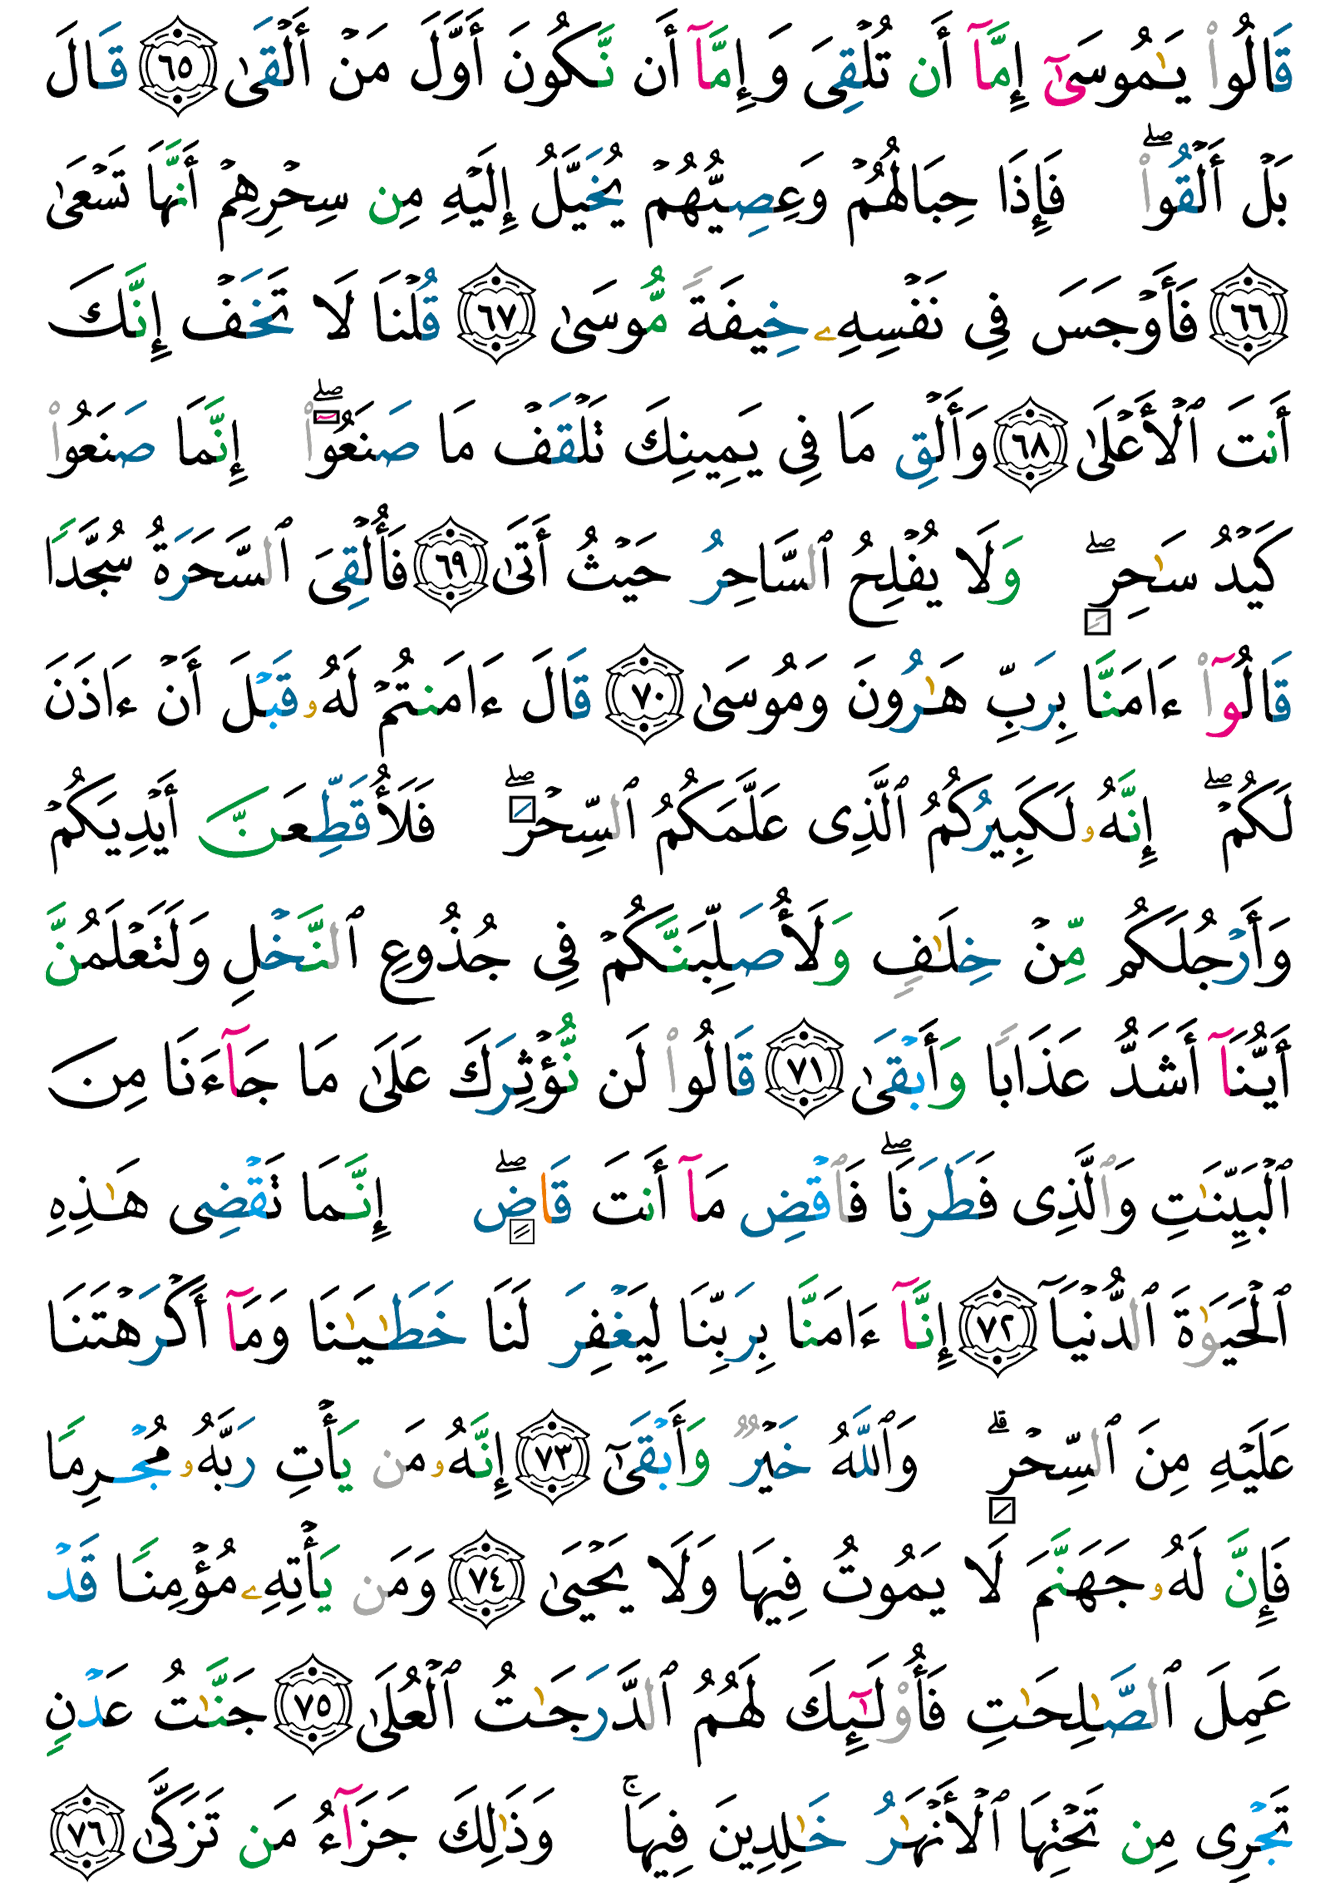 قَالُوا۟ يَـٰمُوسَىٰٓ إِمَّآ أَن تُلْقِىَ وَإِمَّآ أَن نَّكُونَ أَوَّلَ مَنْ أَلْقَىٰ ٦٥ قَالَ
بَلْ أَلْقُوا۟ ۖ فَإِذَا حِبَالُهُمْ وَعِصِيُّهُمْ يُخَيَّلُ إِلَيْهِ مِن سِحْرِهِمْ أَنَّهَا تَسْعَىٰ
٦٦ فَأَوْجَسَ فِى نَفْسِهِۦ خِيفَةً مُّوسَىٰ ٦٧ قُلْنَا لَا تَخَفْ إِنَّكَ
أَنتَ ٱلْأَعْلَىٰ ٦٨ وَأَلْقِ مَا فِى يَمِينِكَ تَلْقَفْ مَا صَنَعُوٓا۟ ۖ إِنَّمَا صَنَعُوا۟
كَيْدُ سَـٰحِرٍ ۖ وَلَا يُفْلِحُ ٱلسَّاحِرُ حَيْثُ أَتَىٰ ٦٩ فَأُلْقِىَ ٱلسَّحَرَةُ سُجَّدًا
قَالُوٓا۟ ءَامَنَّا بِرَبِّ هَـٰرُونَ وَمُوسَىٰ ٧٠ قَالَ ءَامَنتُمْ لَهُۥ قَبْلَ أَنْ ءَاذَنَ
لَكُمْ ۖ إِنَّهُۥ لَكَبِيرُكُمُ ٱلَّذِى عَلَّمَكُمُ ٱلسِّحْرَ ۖ فَلَأُقَطِّعَنَّ أَيْدِيَكُمْ
وَأَرْجُلَكُم مِّنْ خِلَـٰفٍ وَلَأُصَلِّبَنَّكُمْ فِى جُذُوعِ ٱلنَّخْلِ وَلَتَعْلَمُنَّ
أَيُّنَآ أَشَدُّ عَذَابًا وَأَبْقَىٰ ٧١ قَالُوا۟ لَن نُّؤْثِرَكَ عَلَىٰ مَا جَآءَنَا مِنَ
ٱلْبَيِّنَـٰتِ وَٱلَّذِى فَطَرَنَا ۖ فَٱقْضِ مَآ أَنتَ قَاضٍ ۖ إِنَّمَا تَقْضِى هَـٰذِهِ
ٱلْحَيَوٰةَ ٱلدُّنْيَآ ٧٢ إِنَّآ ءَامَنَّا بِرَبِّنَا لِيَغْفِرَ لَنَا خَطَـٰيَـٰنَا وَمَآ أَكْرَهْتَنَا
عَلَيْهِ مِنَ ٱلسِّحْرِ ۗ وَٱللَّهُ خَيْرٌ وَأَبْقَىٰٓ ٧٣ إِنَّهُۥ مَن يَأْتِ رَبَّهُۥ مُجْرِمًا
فَإِنَّ لَهُۥ جَهَنَّمَ لَا يَمُوتُ فِيهَا وَلَا يَحْيَىٰ ٧٤ وَمَن يَأْتِهِۦ مُؤْمِنًا قَدْ
عَمِلَ ٱلصَّـٰلِحَـٰتِ فَأُو۟لَـٰٓئِكَ لَهُمُ ٱلدَّرَجَـٰتُ ٱلْعُلَىٰ ٧٥ جَنَّـٰتُ عَدْنٍ
تَجْرِى مِن تَحْتِهَا ٱلْأَنْهَـٰرُ خَـٰلِدِينَ فِيهَا ۚ وَذَٰلِكَ جَزَآءُ مَن تَزَكَّىٰ ٧٦